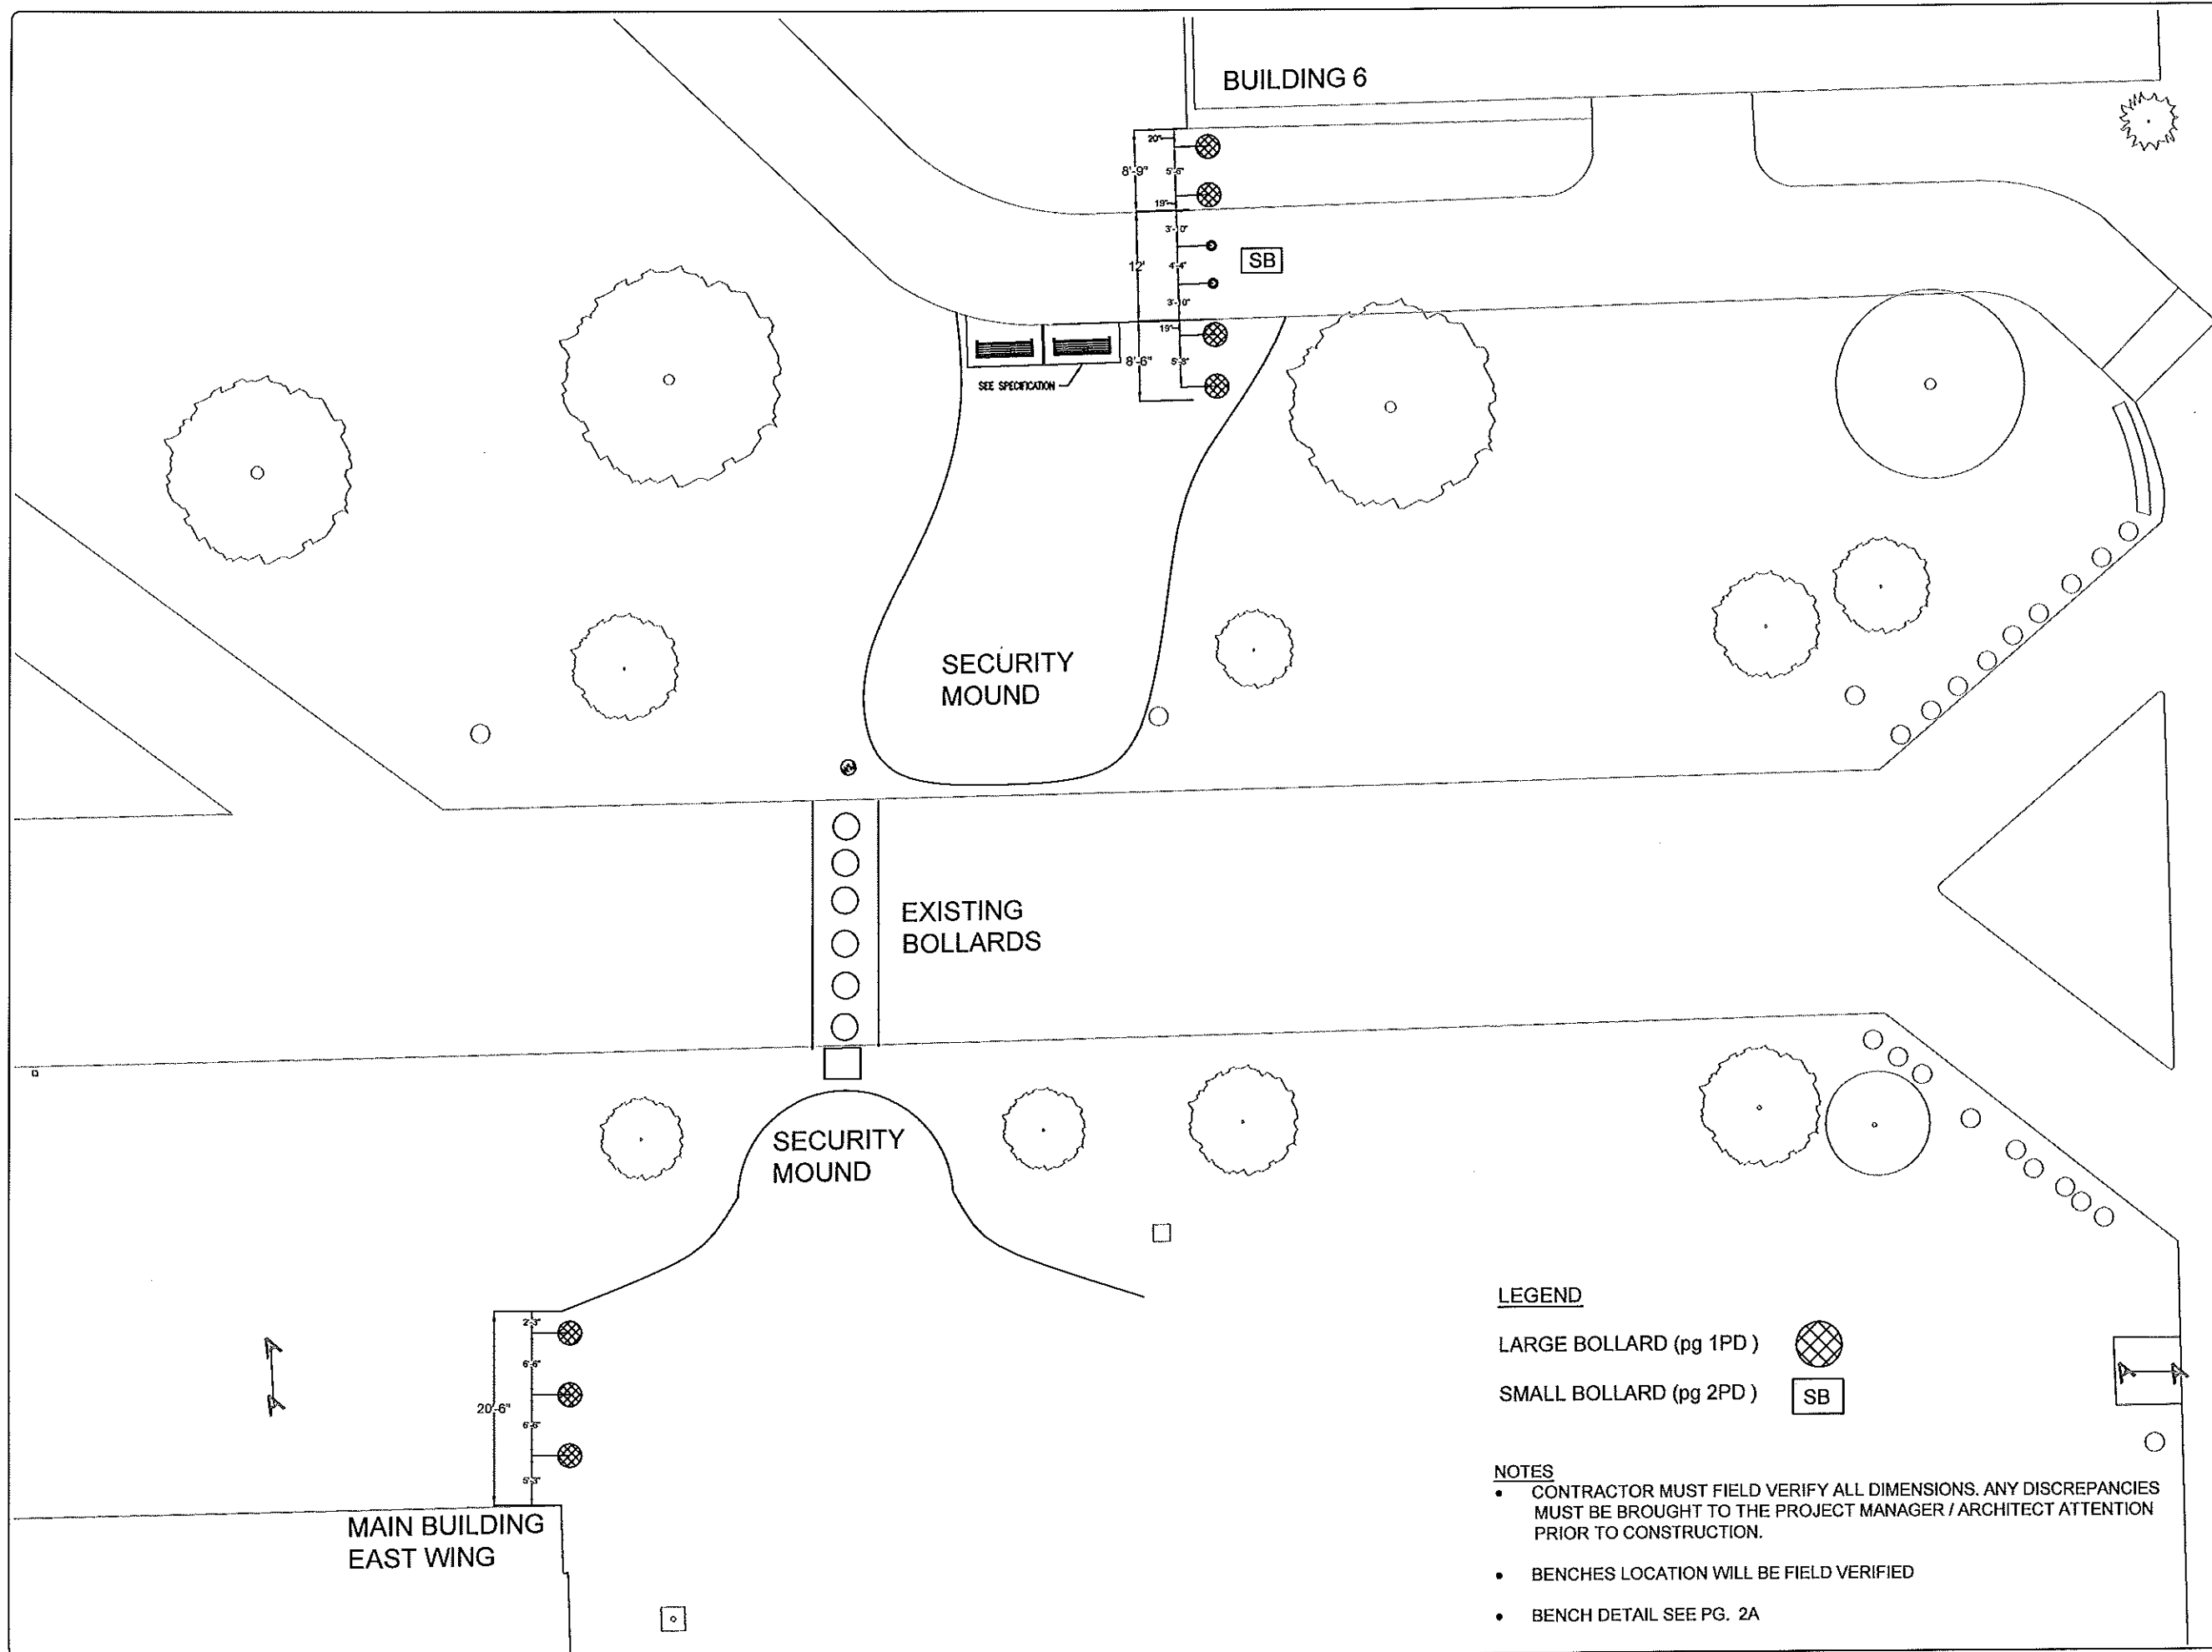 BUILDING 6
20"
8'-9"
5'-6"
19"
3'-10"
12'
4'-4"
SB
3'-10"
19"
8'-6"
5'-8"
SEE SPECIFICATION
SECURITY
MOUND
EXISTING
BOLLARDS
SECURITY
MOUND
2'-3"
6'-6"
20'-6"
6'-6"
5'-3"
MAIN BUILDING
EAST WING
LEGEND
LARGE BOLLARD (pg 1PD )
SMALL BOLLARD (pg 2PD )
SB
NOTES
• CONTRACTOR MUST FIELD VERIFY ALL DIMENSIONS. ANY DISCREPANCIES
MUST BE BROUGHT TO THE PROJECT MANAGER / ARCHITECT ATTENTION
PRIOR TO CONSTRUCTION.
• BENCHES LOCATION WILL BE FIELD VERIFIED
• BENCH DETAIL SEE PG. 2A